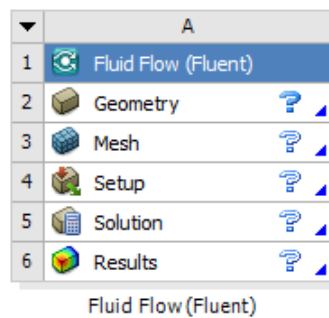 A
1 Fluid Flow (Fluent)
2 Geometry ?
3 Mesh ?
4 Setup ?
5 Solution ?
6 Results ?
Fluid Flow (Fluent)